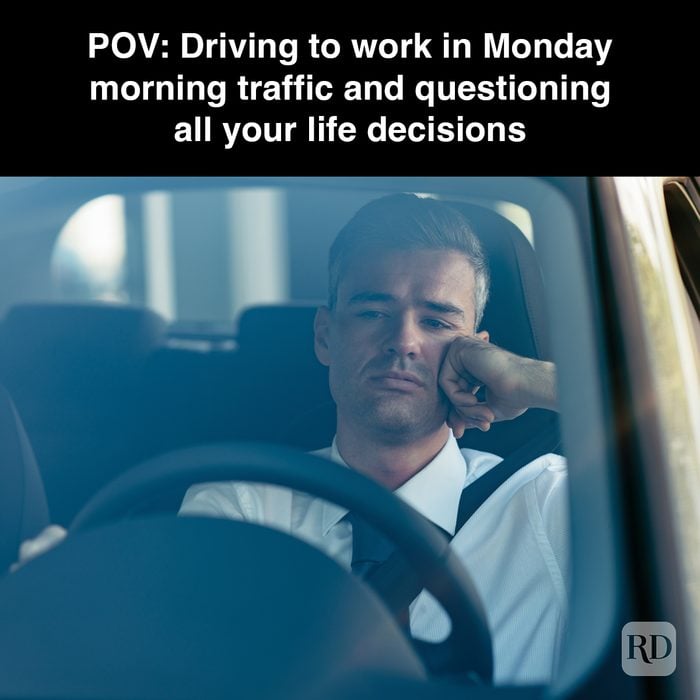 POV: Driving to work in Monday
morning traffic and questioning
all your life decisions
RD